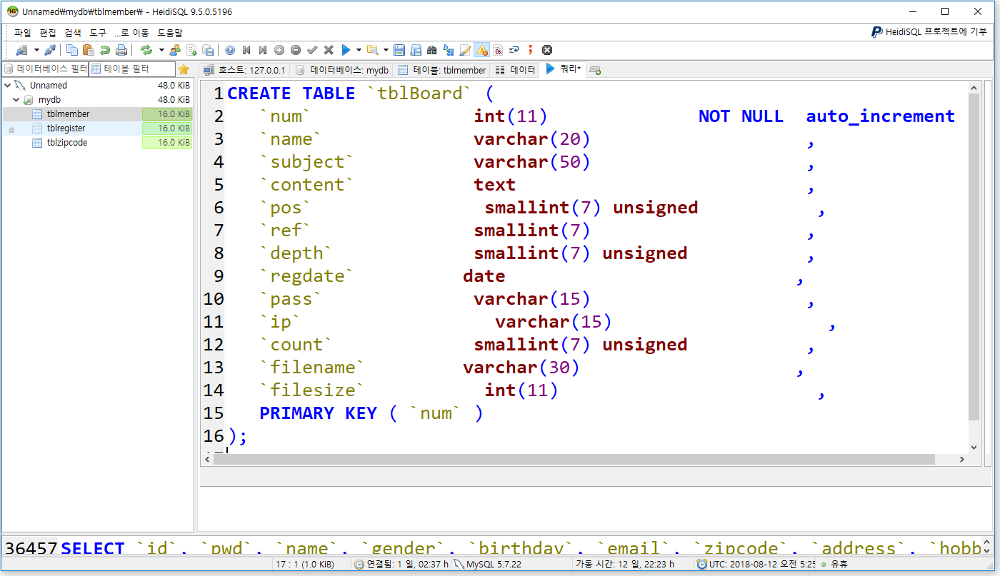 Unnamed₩mydb₩tblmember₩ - HeidiSQL 9.5.0.5196
파일 편집 검색 도구 ...로 이동 도움말
HeidiSQL 프로젝트에 기부
데이터베이스 필터 테이블 필터
호스트: 127.0.0.1 데이터베이스: mydb 테이블: tblmember 데이터 쿼리*
Unnamed 48.0 KiB
mydb 48.0 KiB
tblmember 16.0 KiB
tblregister 16.0 KiB
tblzipcode 16.0 KiB
1 CREATE TABLE `tblBoard` (
2 `num` int(11) NOT NULL auto_increment
3 `name` varchar(20) ,
4 `subject` varchar(50) ,
5 `content` text ,
6 `pos` smallint(7) unsigned ,
7 `ref` smallint(7) ,
8 `depth` smallint(7) unsigned ,
9 `regdate` date ,
10 `pass` varchar(15) ,
11 `ip` varchar(15) ,
12 `count` smallint(7) unsigned ,
13 `filename` varchar(30) ,
14 `filesize` int(11) ,
15 PRIMARY KEY ( `num` )
16 );
36457 SELECT `id`, `pwd`, `name`, `gender`, `birthday`, `email`, `zipcode`, `address`, `hobb
17 : 1 (1.0 KiB) 연결됨: 1 일, 02:37 h MySQL 5.7.22 가동 시간: 12 일, 22:23 h UTC: 2018-08-12 오전 5:25 유휴